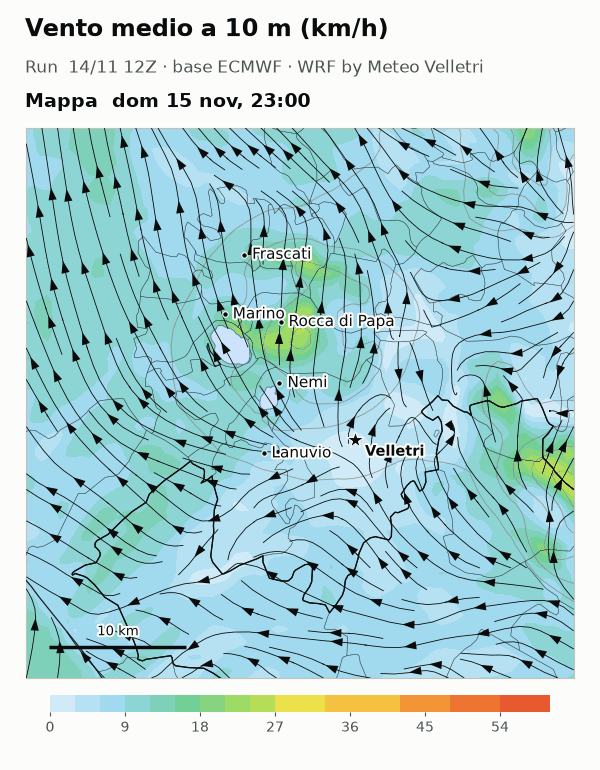 Vento medio a 10 m (km/h)
Run  14/11 12Z · base ECMWF · WRF by Meteo Velletri
Mappa  dom 15 nov, 23:00
Frascati
Marino
Rocca di Papa
Nemi
Velletri
Lanuvio
10 km
0 9 18 27 36 45 54